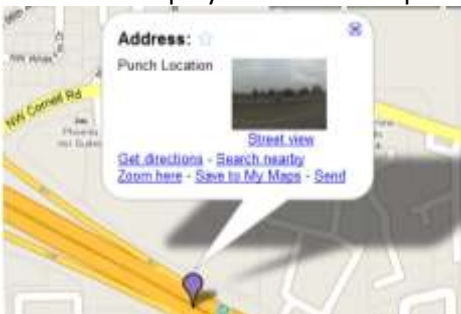 Address:
Punch Location
Street view
Get directions - Search nearby
Zoom here - Save to My Maps - Send
NW Cornell Rd